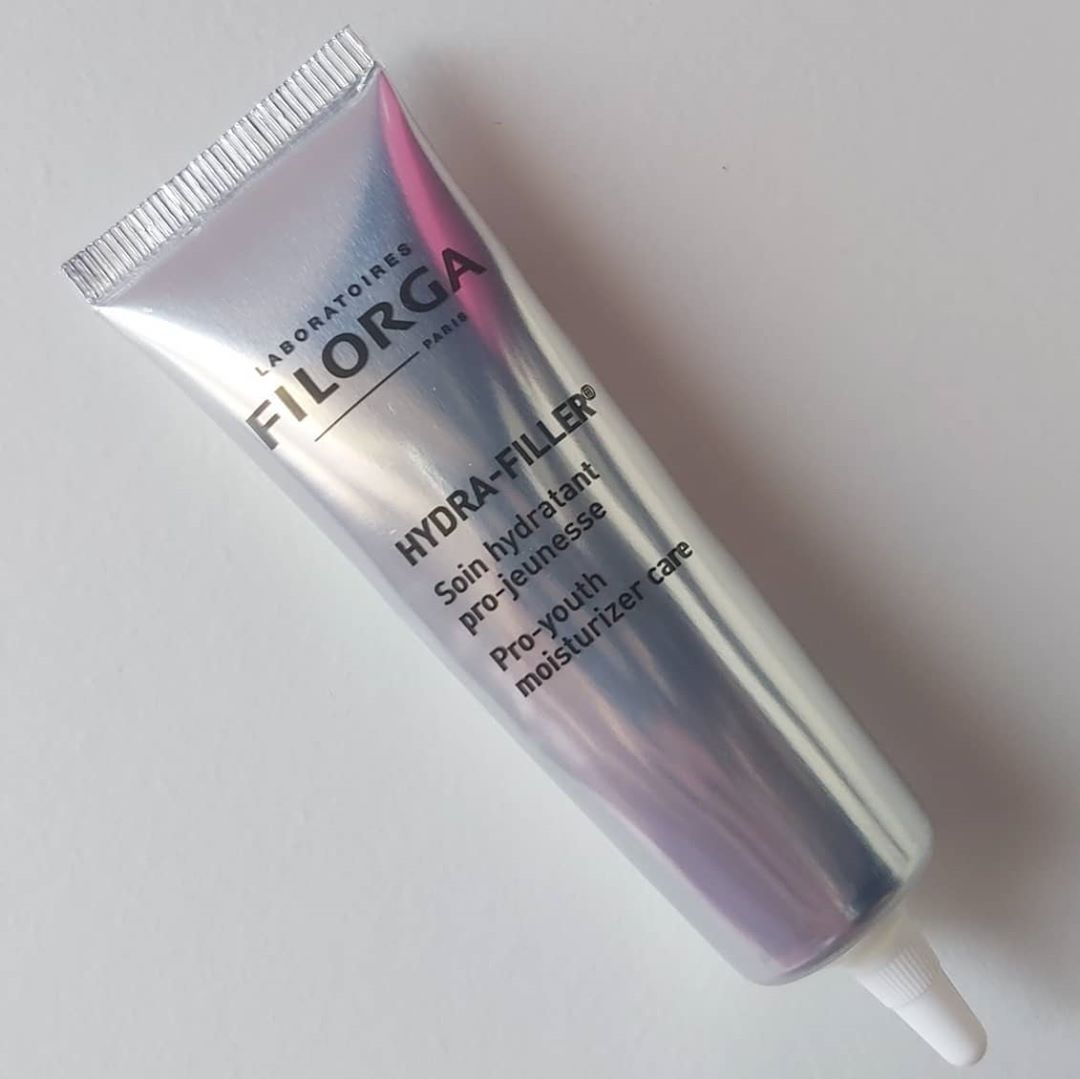 LABORATOIRES
FILORGA
PARIS
HYDRA-FILLER®
Soin hydratant
pro-jeunesse
Pro-youth
moisturizer care